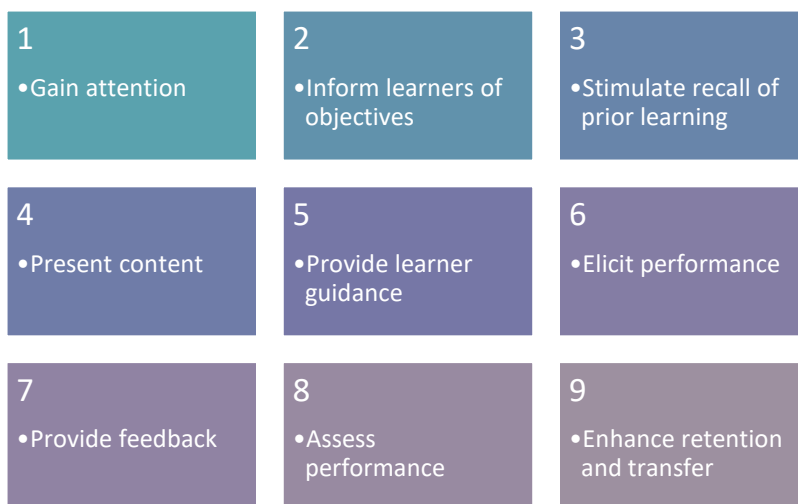 1
•Gain attention
2
•Inform learners of
objectives
3
•Stimulate recall of
prior learning
4
•Present content
5
•Provide learner
guidance
6
•Elicit performance
7
•Provide feedback
8
•Assess
performance
9
•Enhance retention
and transfer